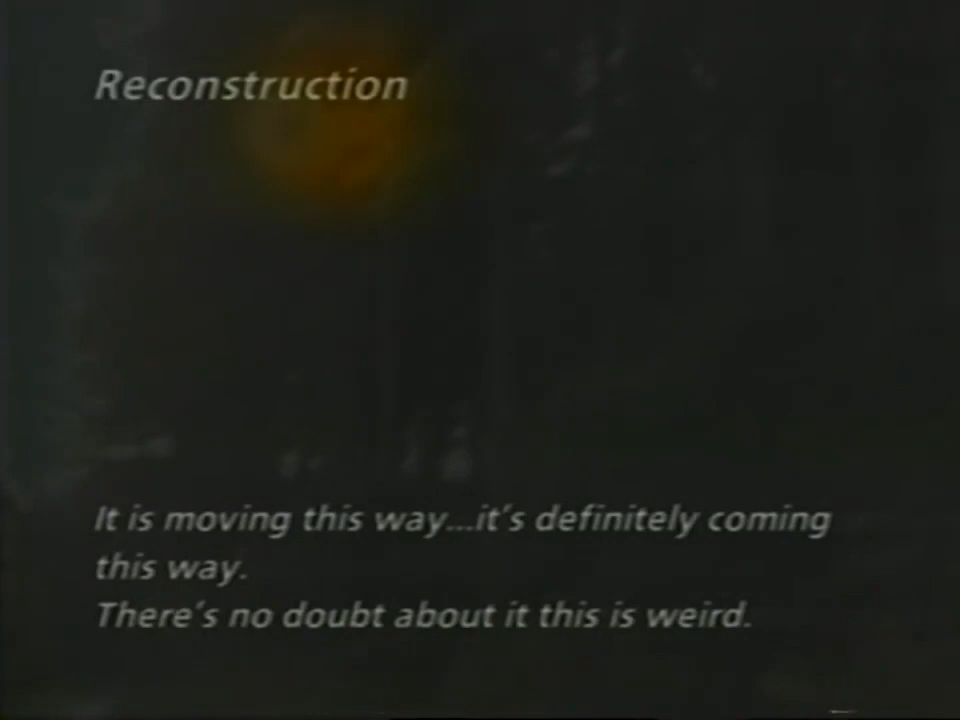 Reconstruction
It is moving this way...it's definitely coming
this way.
There's no doubt about it this is weird.